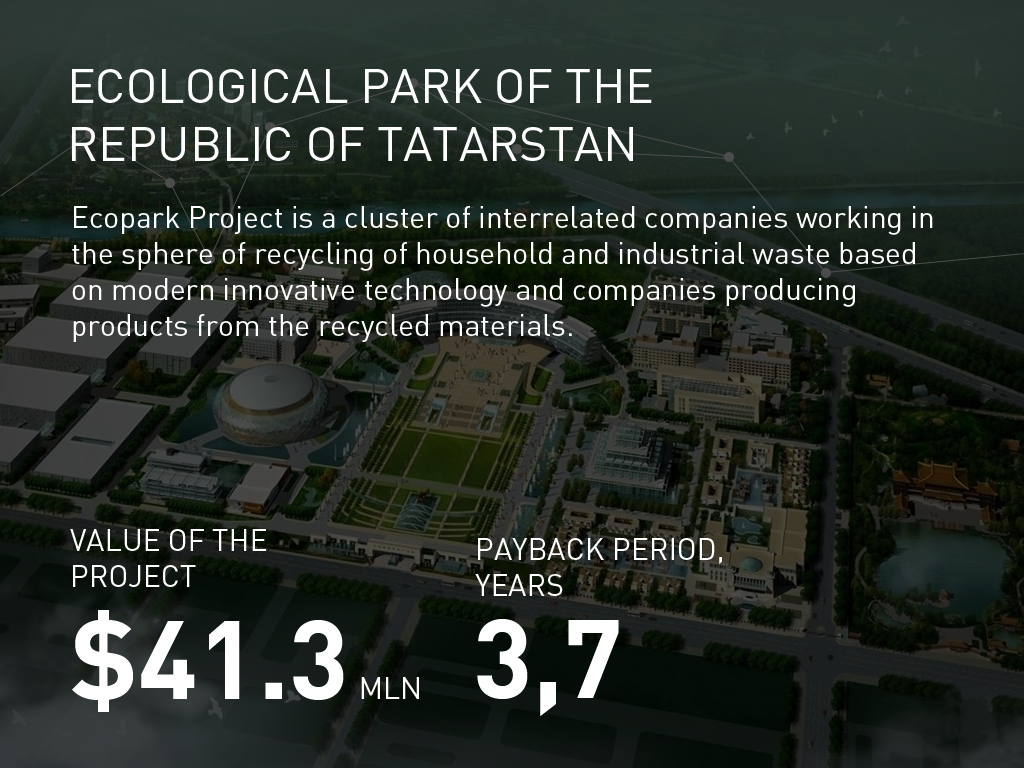 ECOLOGICAL PARK OF THE
REPUBLIC OF TATARSTAN
Ecopark Project is a cluster of interrelated companies working in
the sphere of recycling of household and industrial waste based
on modern innovative technology and companies producing
products from the recycled materials.
VALUE OF THE
PROJECT
$41.3 MLN
PAYBACK PERIOD,
YEARS
3,7